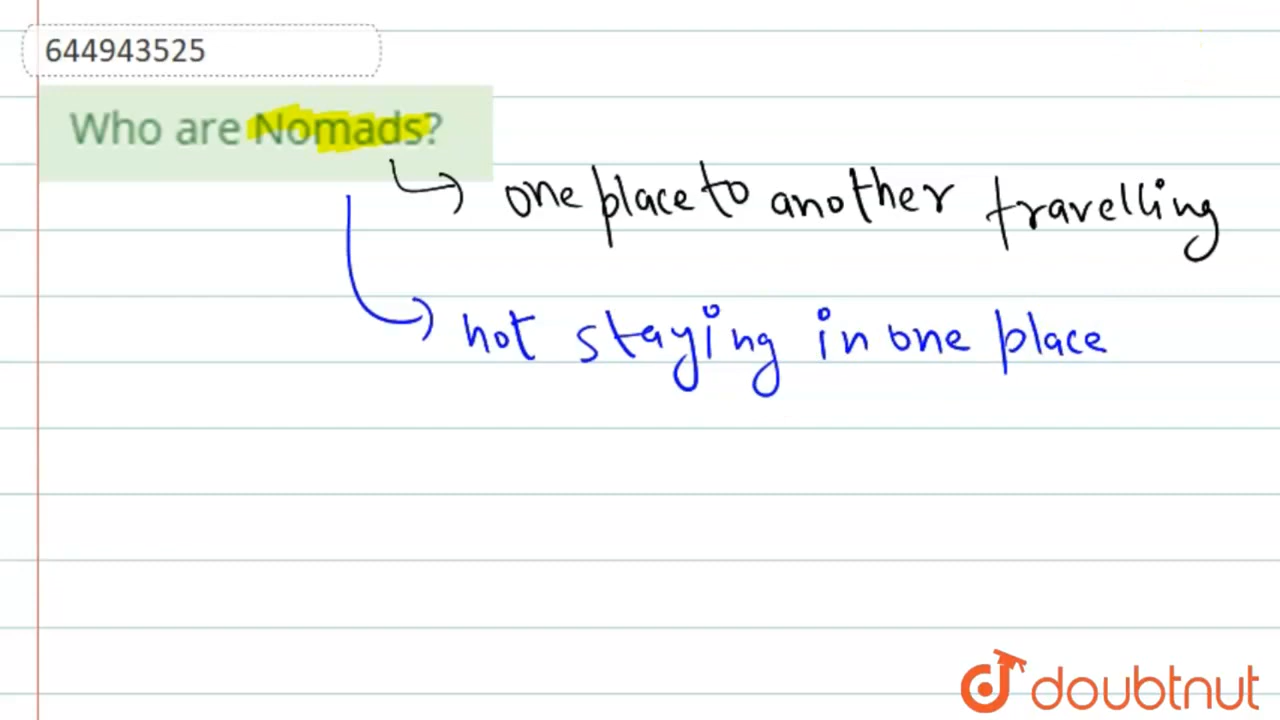 644943525
Who are Nomads?
one place to another travelling
not staying in one place
doubtnut